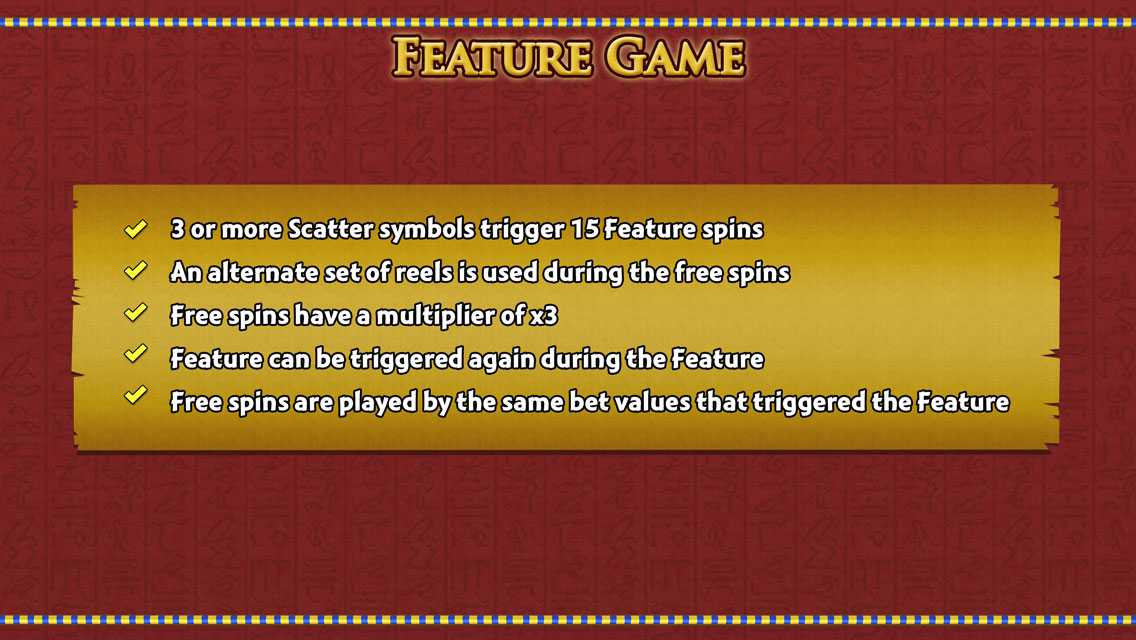 Feature Game
3 or more Scatter symbols trigger 15 Feature spins
An alternate set of reels is used during the free spins
Free spins have a multiplier of x3
Feature can be triggered again during the Feature
Free spins are played by the same bet values that triggered the Feature